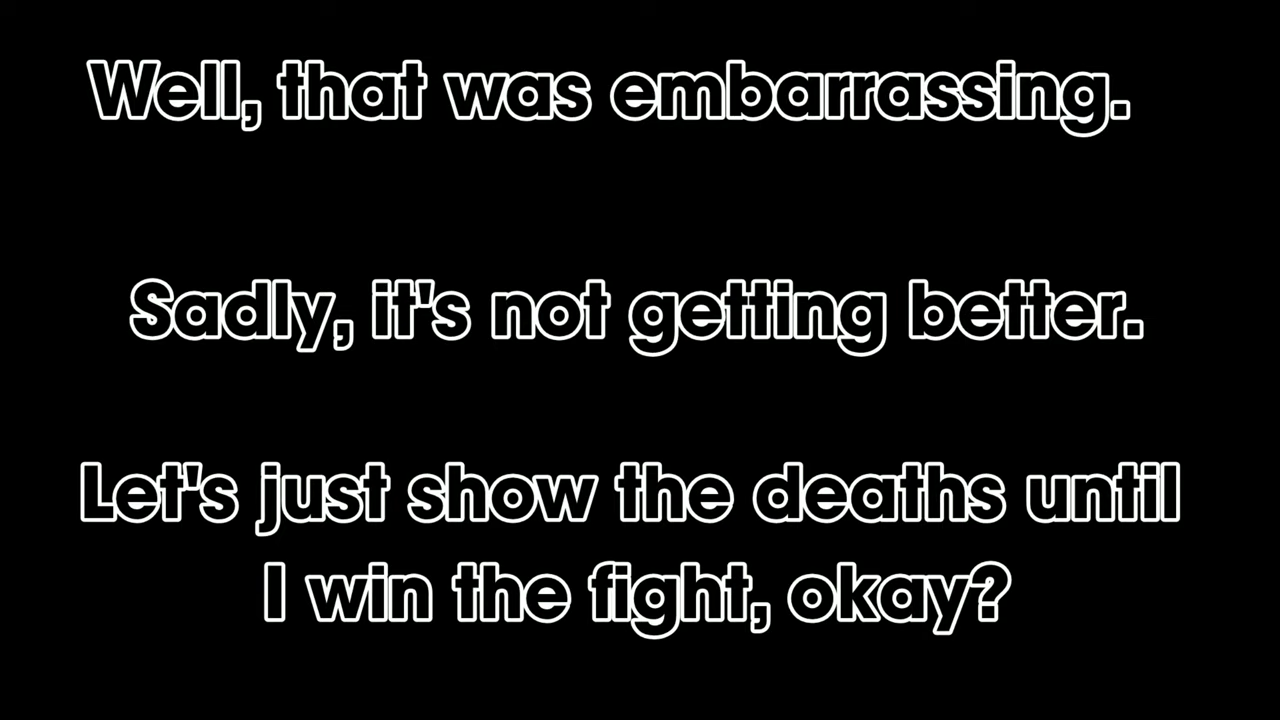 Well, that was embarrassing.
Sadly, it's not getting better.
Let's just show the deaths until
I win the fight, okay?